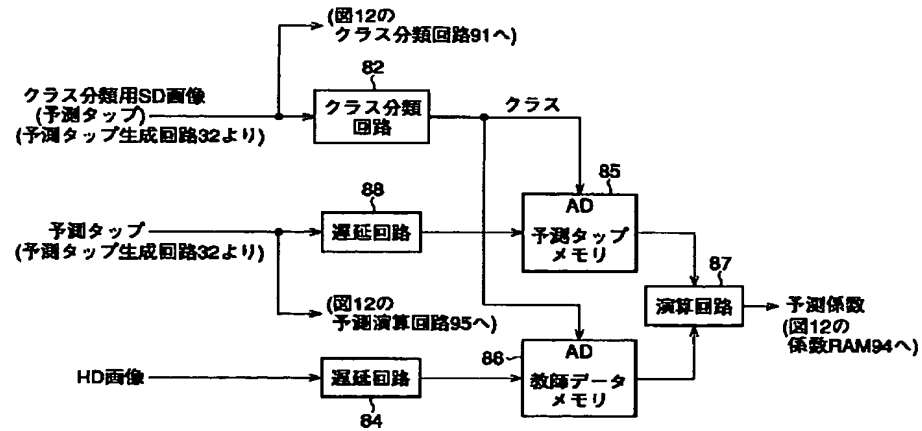 (図12の
クラス分類回路91へ)
82
クラス分類用SD画像
(予測タップ)
(予測タップ生成回路32より)
クラス分類
回路
クラス
85
88
AD
予測タップ
メモリ
予測タップ
(予測タップ生成回路32より)
遅延回路
87
演算回路
予測係数
(図12の
係数RAM94へ)
(図12の
予測演算回路95へ)
86
AD
教師データ
メモリ
HD画像
遅延回路
84